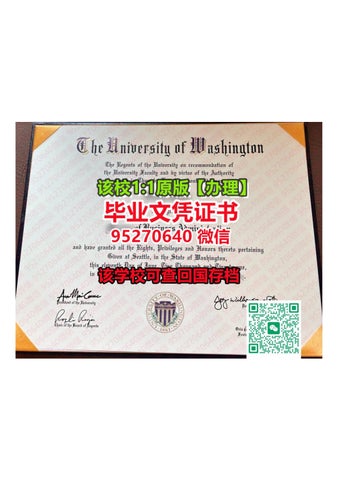 The University of Washington
The Regents of the University on recommendation of
the University Faculty and by virtue of the Authority
该校1:1原版【办理】
毕业文凭证书
of Business Administration
95270640 微信
and have granted all the Rights, Privileges and Honors thereto pertaining
Given at Seattle, in the State of Washington,
该学校可查回国存档